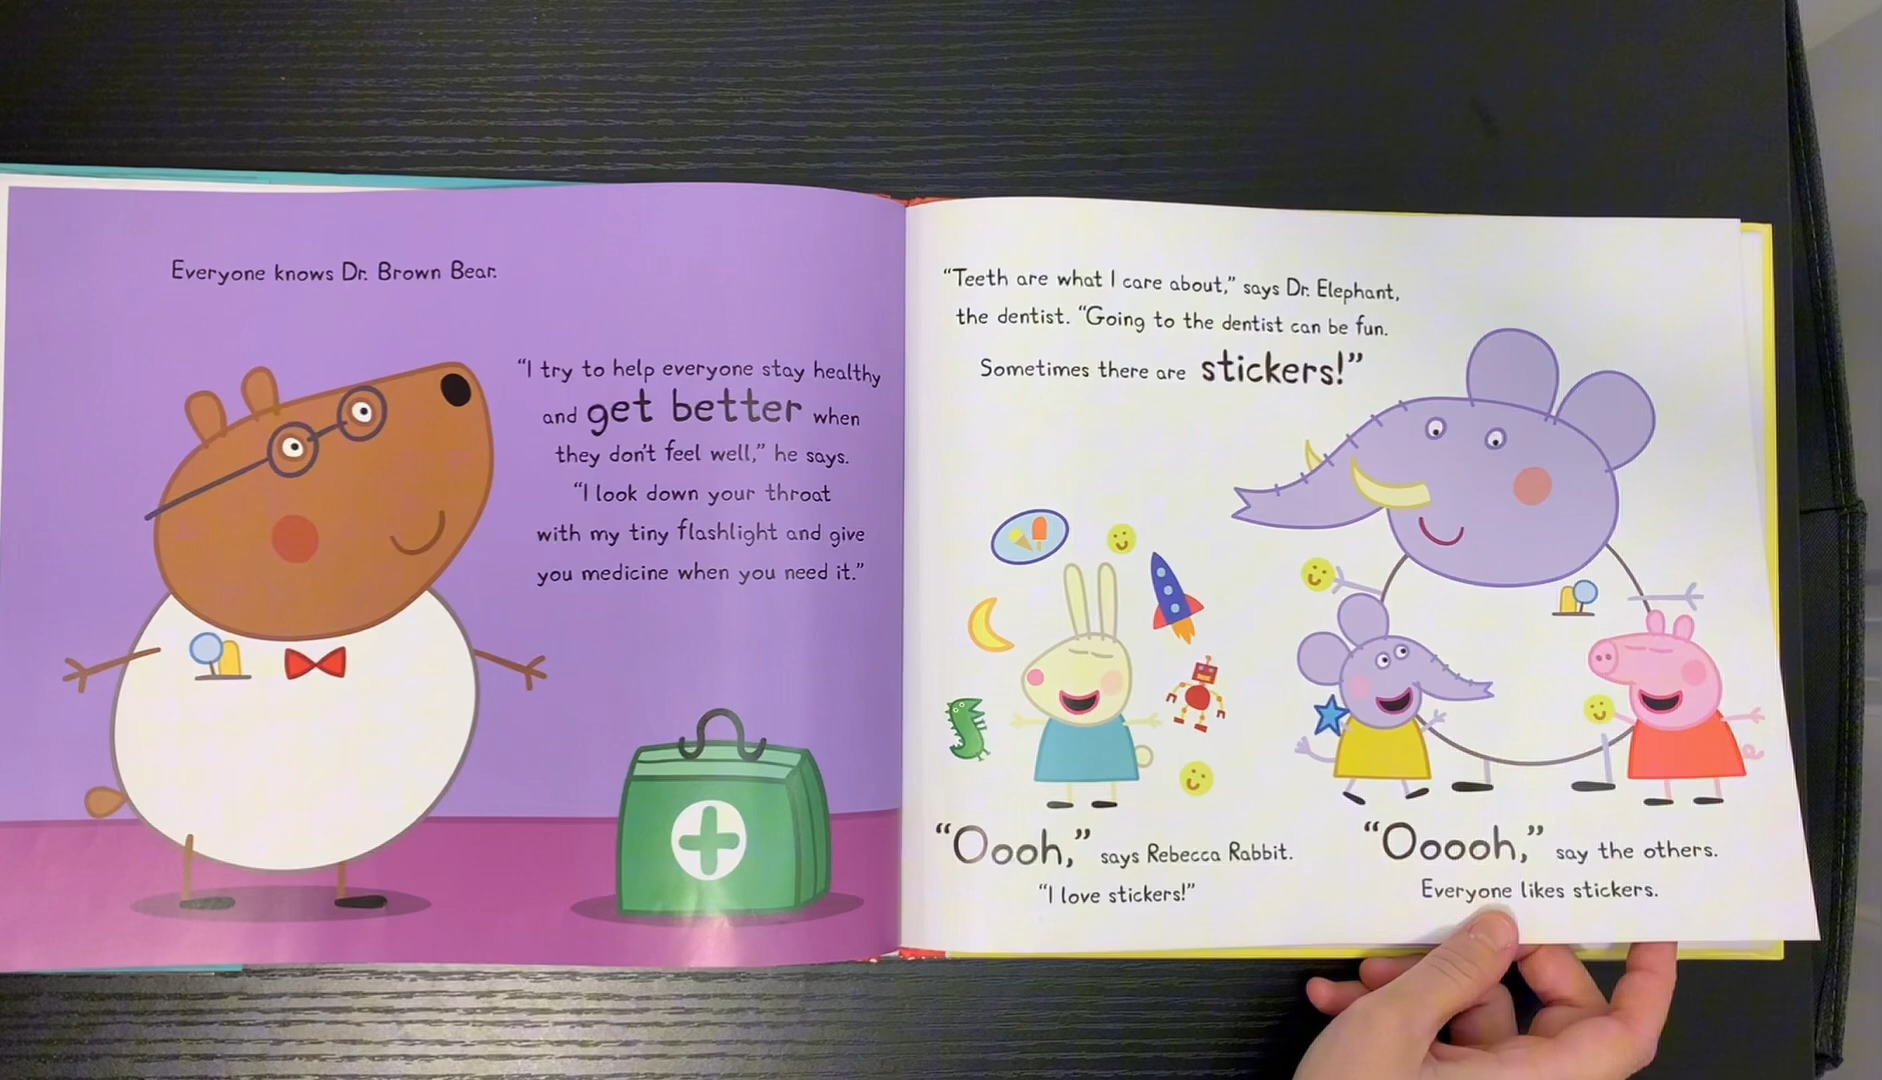 Everyone knows Dr. Brown Bear.
“I try to help everyone stay healthy
and get better when
they don’t feel well,” he says.
“I look down your throat
with my tiny flashlight and give
you medicine when you need it.”
“Teeth are what I care about,” says Dr. Elephant,
the dentist. “Going to the dentist can be fun.
Sometimes there are stickers!”
“Oooh,” says Rebecca Rabbit.
“I love stickers!”
“Ooooh,” say the others.
Everyone likes stickers.